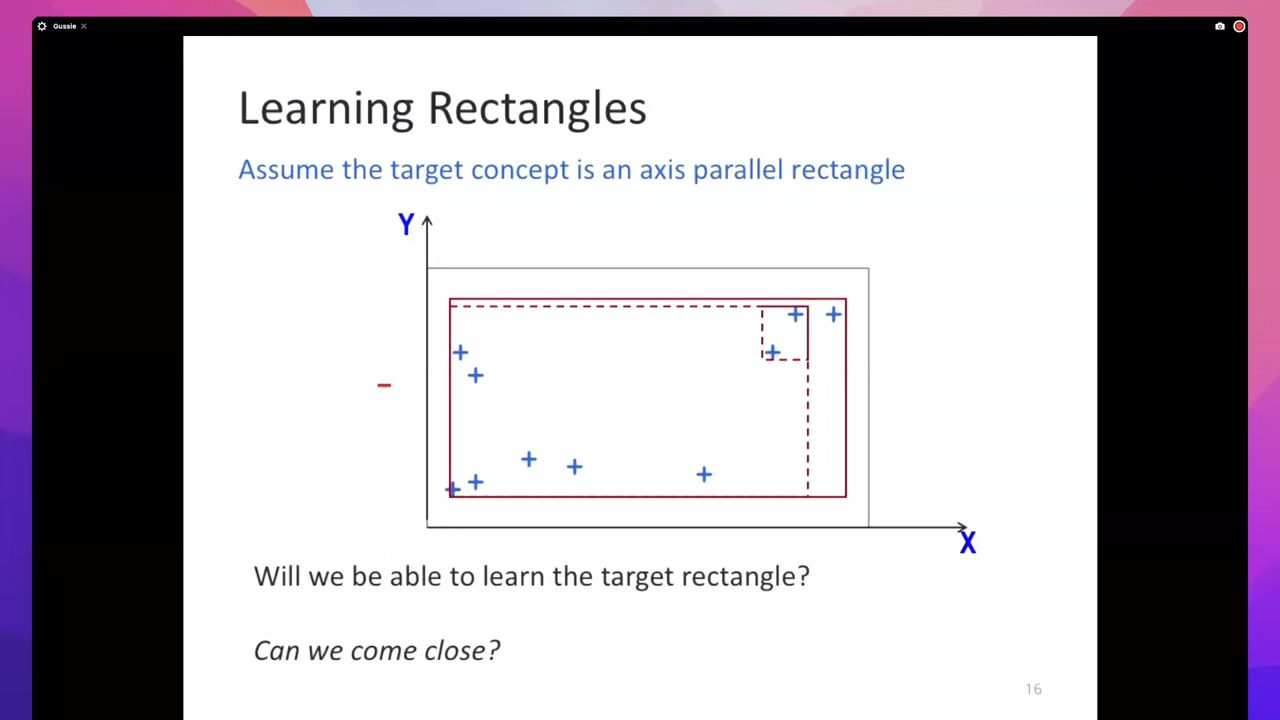 Gussie
Learning Rectangles
Assume the target concept is an axis parallel rectangle
Y
+ +
+ +
+
–
+ + +
+ +
X
Will we be able to learn the target rectangle?
Can we come close?
16